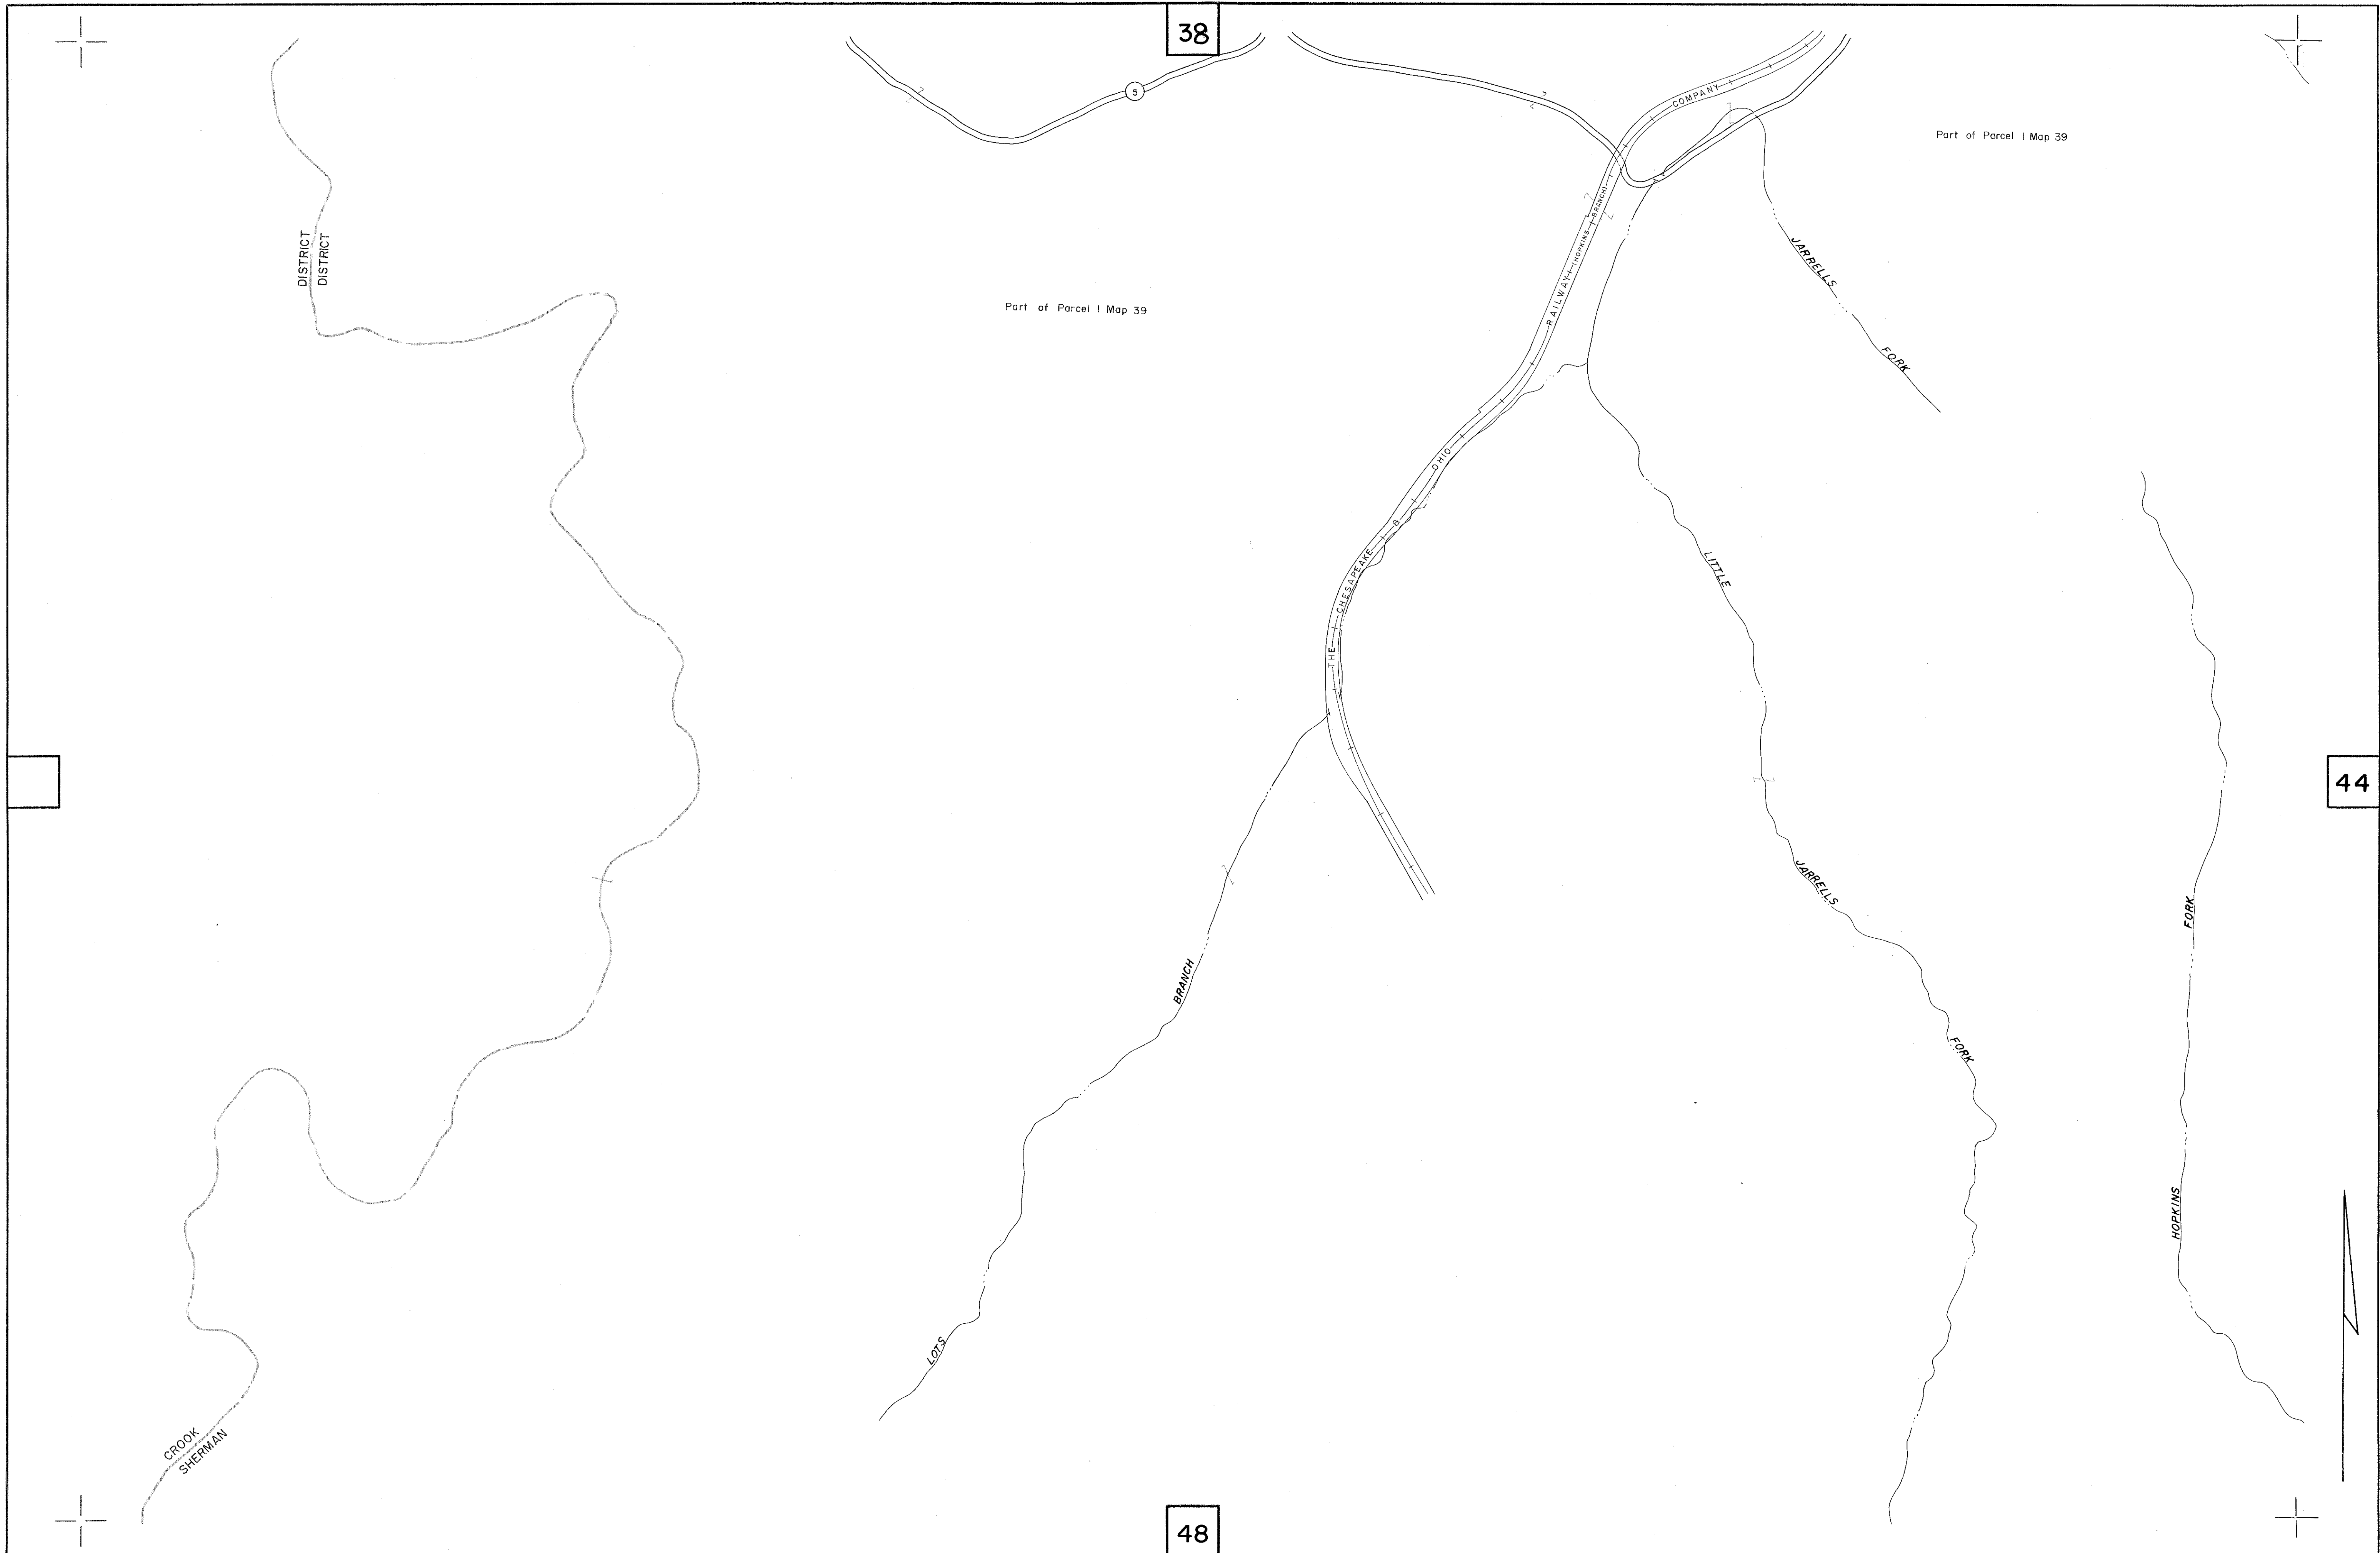 38
5
COMPANY
Part of Parcel 1 Map 39
DISTRICT
DISTRICT
Part of Parcel 1 Map 39
RAILWAY (HOPKINS BRANCH)
JARRELLS
FORK
THE CHESAPEAKE & OHIO
LITTLE
44
JARRELLS
FORK
FORK
BRANCH
HOPKINS
LOTS
CROOK
SHERMAN
48